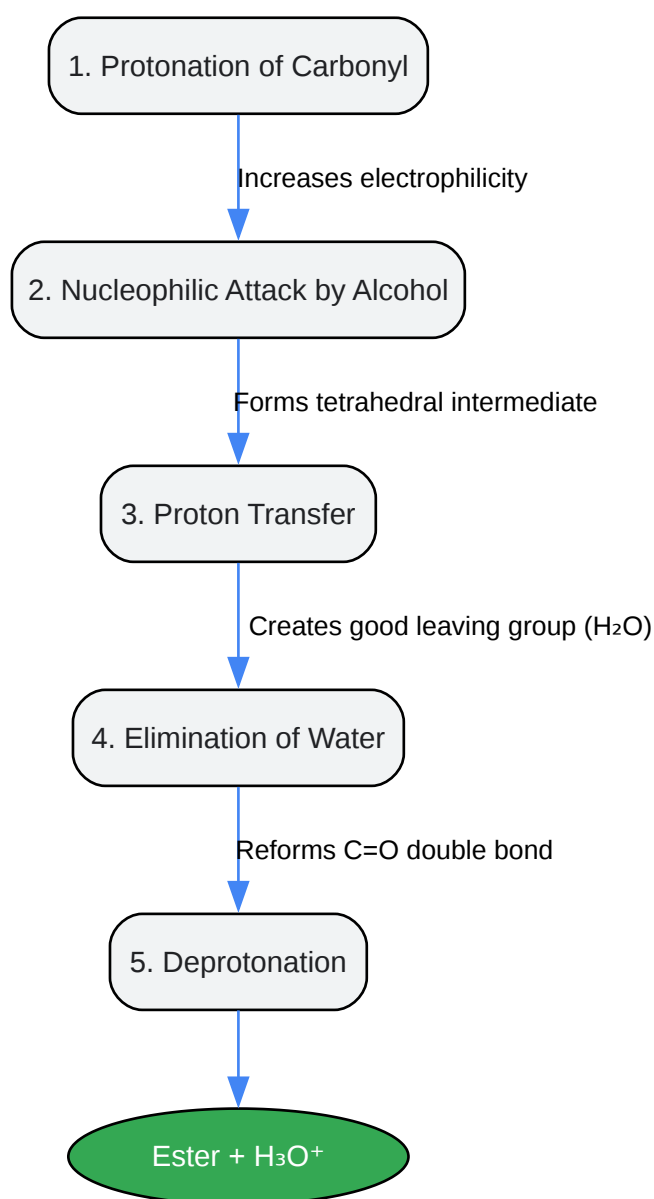 1. Protonation of Carbonyl
Increases electrophilicity
2. Nucleophilic Attack by Alcohol
Forms tetrahedral intermediate
3. Proton Transfer
Creates good leaving group (H₂O)
4. Elimination of Water
Reforms C=O double bond
5. Deprotonation
Ester + H₃O⁺